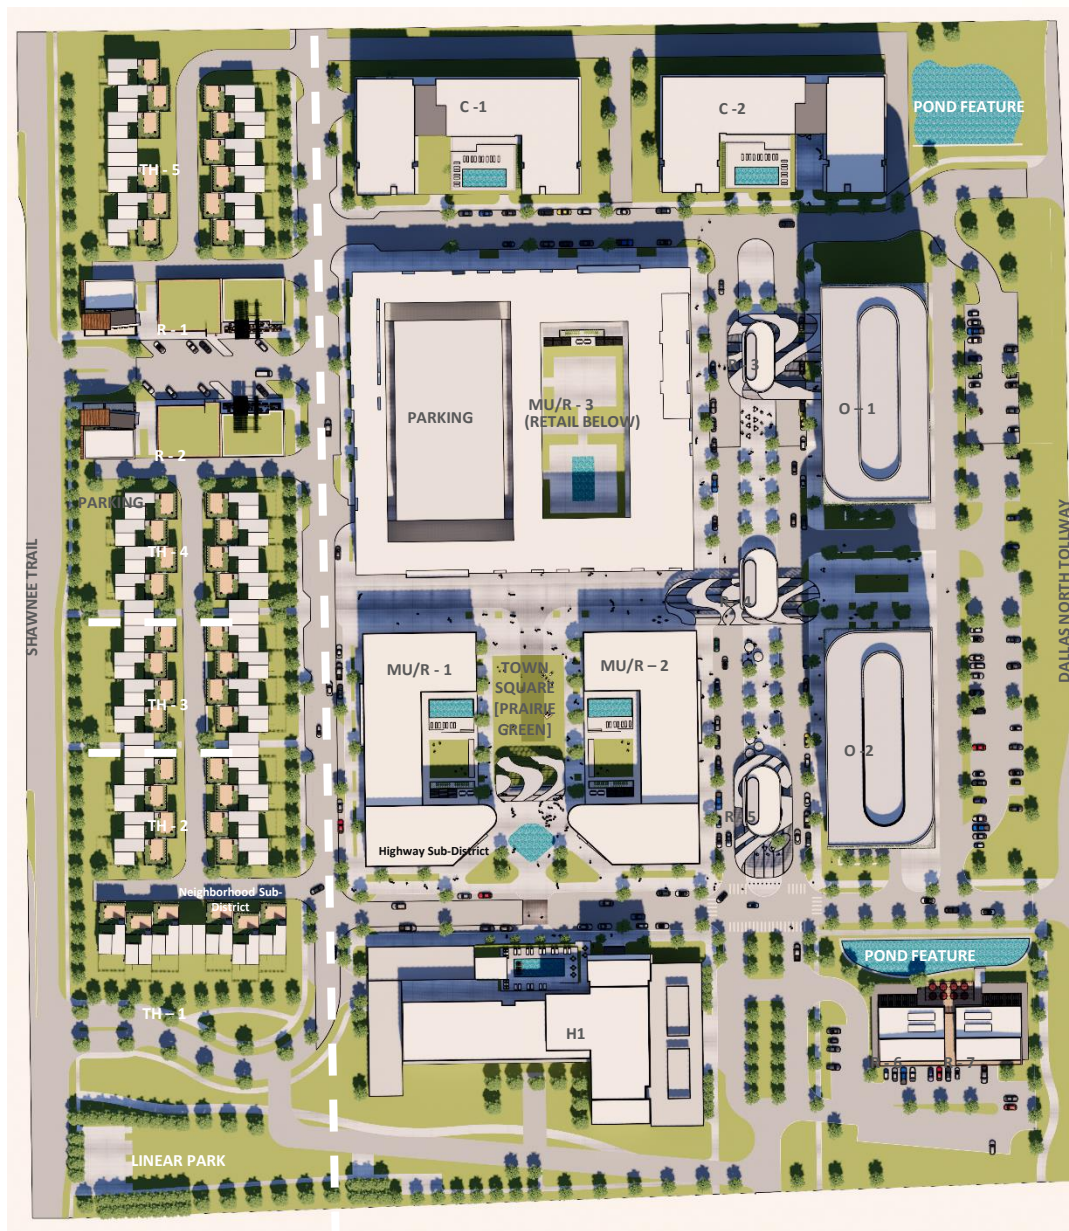 C -1
C -2
POND FEATURE
TH - 5
R - 1
R - 2
PARKING
MU/R - 3
(RETAIL BELOW)
O – 1
PARKING
TH - 4
SHAWNEE TRAIL
DALLAS NORTH TOLLWAY
MU/R - 1
TOWN
SQUARE
[PRAIRIE
GREEN]
MU/R – 2
TH - 3
O -2
TH - 2
Highway Sub-District
Neighborhood Sub-
District
POND FEATURE
TH – 1
H1
LINEAR PARK